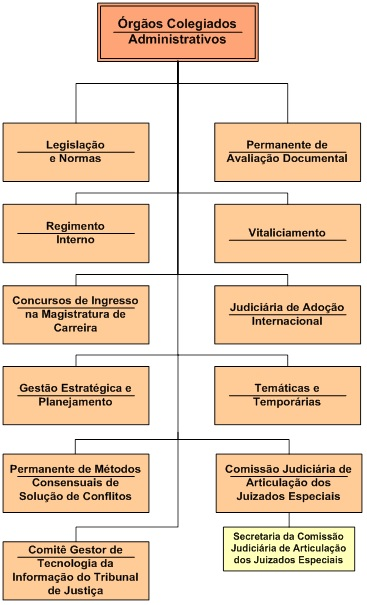 Órgãos Colegiados
Administrativos
Legislação
e Normas
Permanente de
Avaliação Documental
Regimento
Interno
Vitaliciamento
Concursos de Ingresso
na Magistratura de
Carreira
Judiciária de Adoção
Internacional
Gestão Estratégica e
Planejamento
Temáticas e
Temporárias
Permanente de Métodos
Consensuais de
Solução de Conflitos
Comissão Judiciária de
Articulação dos
Juizados Especiais
Secretaria da Comissão
Judiciária de Articulação
dos Juizados Especiais
Comitê Gestor de
Tecnologia da
Informação do Tribunal
de Justiça